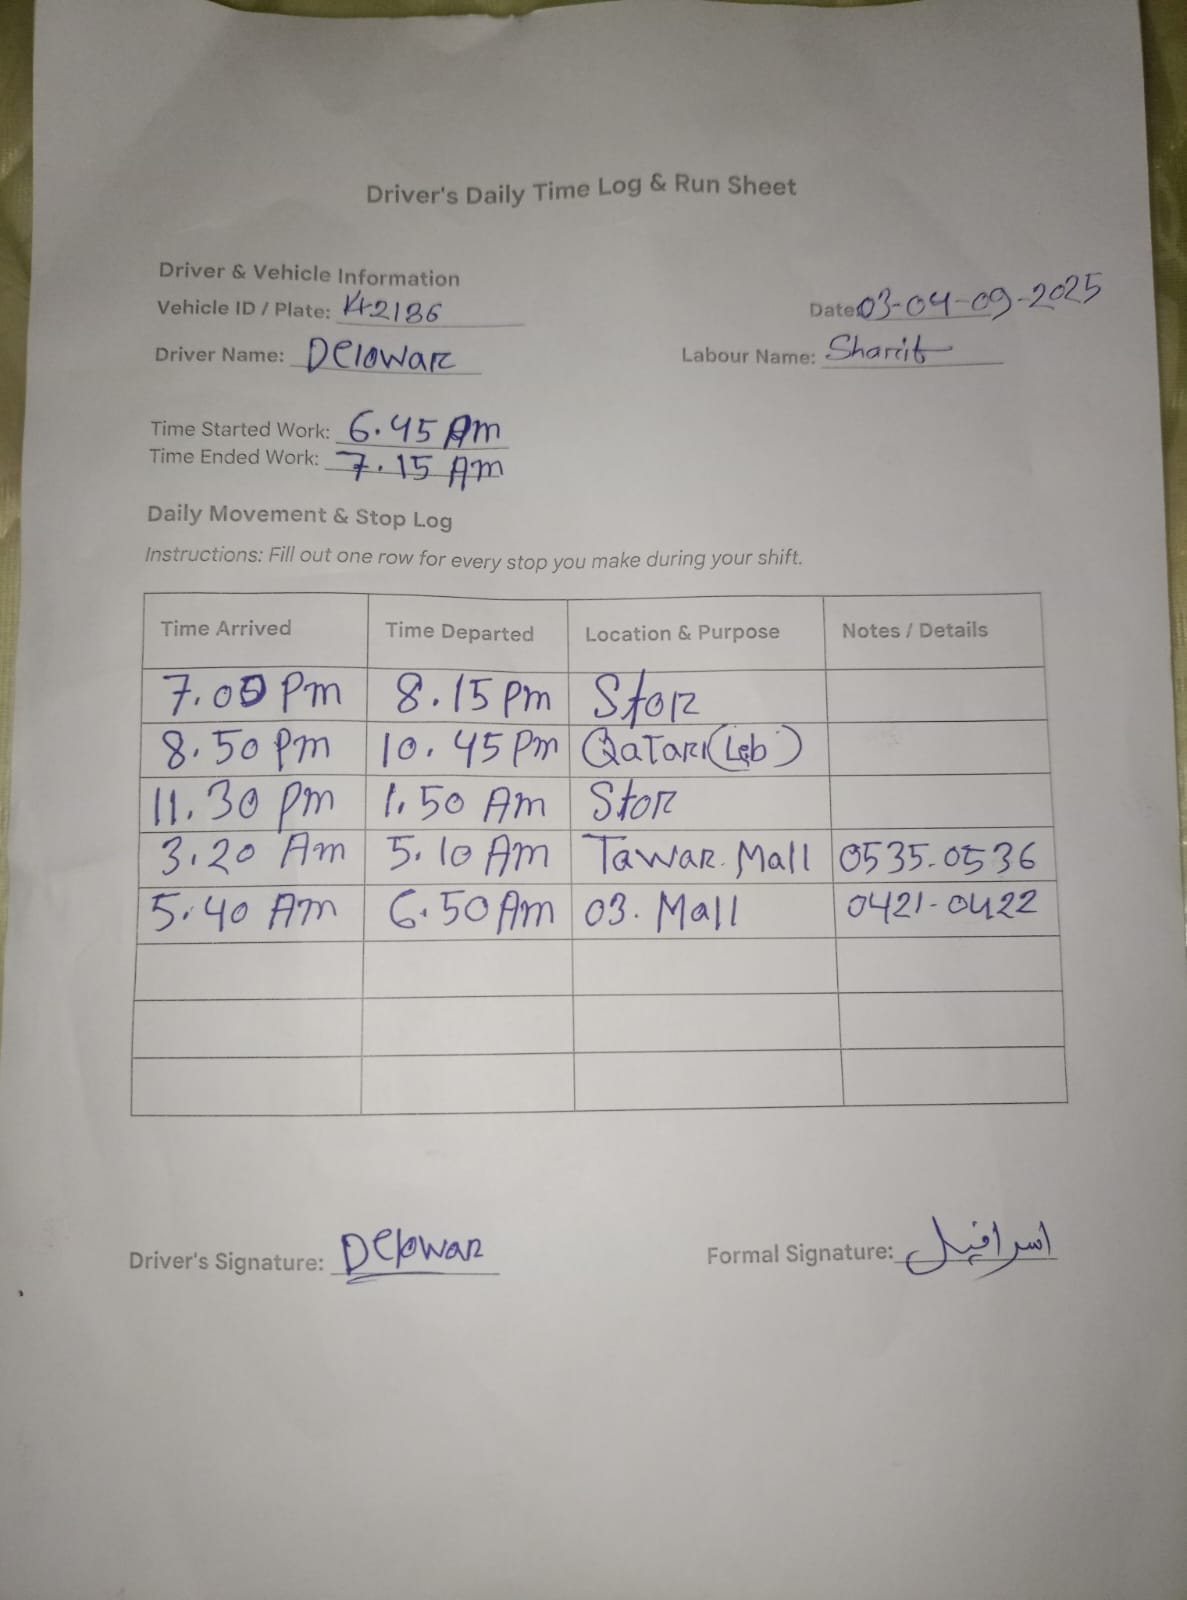 Driver's Daily Time Log & Run Sheet
Driver & Vehicle Information
Vehicle ID / Plate: 142186 Date: 03-04-09-2025
Driver Name: Delowar Labour Name: Sharif
Time Started Work: 6.45 Pm
Time Ended Work: 7.15 Am
Daily Movement & Stop Log
Instructions: Fill out one row for every stop you make during your shift.
Time Arrived Time Departed Location & Purpose Notes / Details
7.00 Pm 8.15 Pm Stor
8.50 Pm 10.45 Pm Qatari (Leb)
11.30 Pm 1.50 Am Stor
3.20 Am 5.10 Am Tawar. Mall 0535-0536
5.40 Am 6.50 Am 03. Mall 0421-0422
Driver's Signature: Delowar Formal Signature: اسرافيل